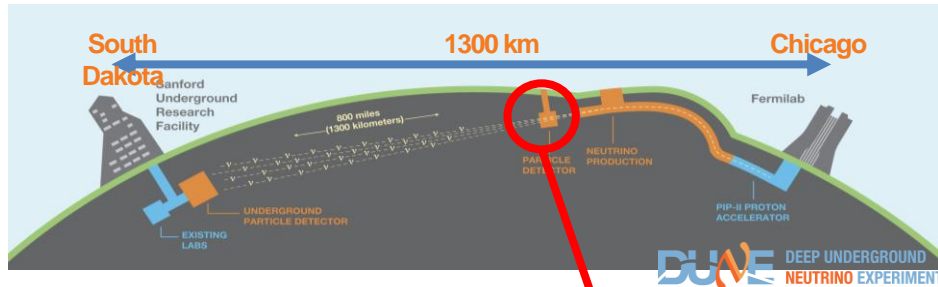 South
Dakota
1300 km
Chicago
Sanford
Underground
Research
Facility
Fermilab
800 miles
(1300 kilometers)
PARTICLE
DETECTOR
NEUTRINO
PRODUCTION
UNDERGROUND
PARTICLE DETECTOR
EXISTING
LABS
PIP-II PROTON
ACCELERATOR
DUNE
DEEP UNDERGROUND
NEUTRINO EXPERIMENT